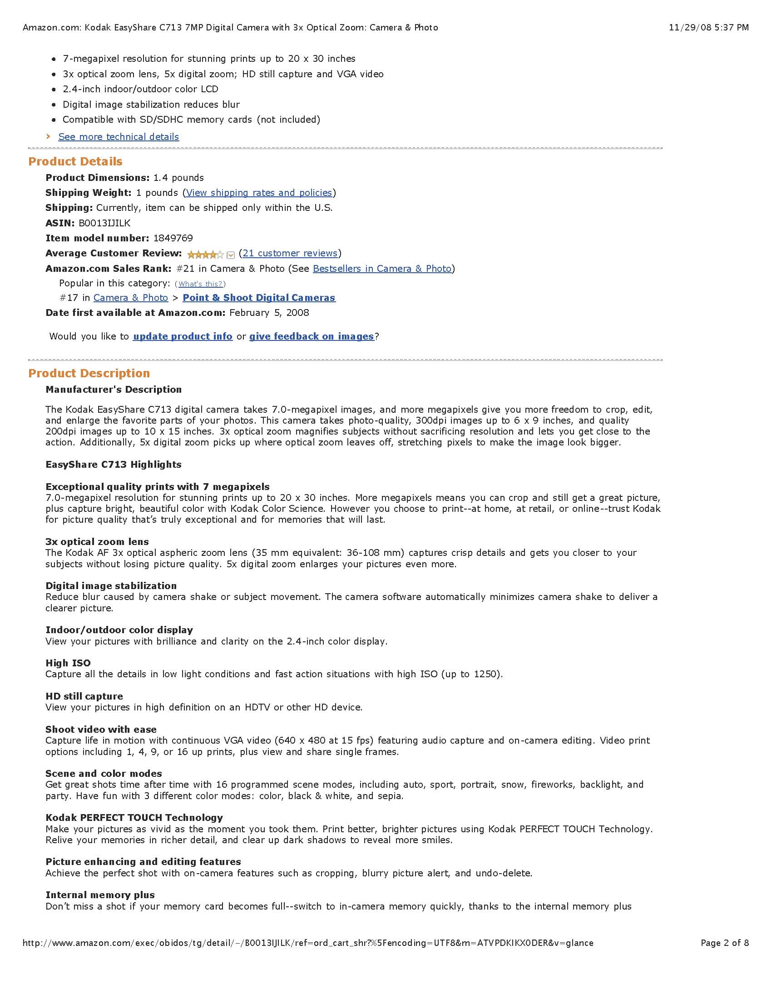 Amazon.com: Kodak EasyShare C713 7MP Digital Camera with 3x Optical Zoom: Camera & Photo 11/29/08 5:37 PM
• 7-megapixel resolution for stunning prints up to 20 x 30 inches
• 3x optical zoom lens, 5x digital zoom; HD still capture and VGA video
• 2.4-inch indoor/outdoor color LCD
• Digital image stabilization reduces blur
• Compatible with SD/SDHC memory cards (not included)
› See more technical details
Product Details
Product Dimensions: 1.4 pounds
Shipping Weight: 1 pounds (View shipping rates and policies)
Shipping: Currently, item can be shipped only within the U.S.
ASIN: B0013IJILK
Item model number: 1849769
Average Customer Review: (21 customer reviews)
Amazon.com Sales Rank: #21 in Camera & Photo (See Bestsellers in Camera & Photo)
Popular in this category: (What's this?)
#17 in Camera & Photo > Point & Shoot Digital Cameras
Date first available at Amazon.com: February 5, 2008
Would you like to update product info or give feedback on images?
Product Description
Manufacturer's Description
The Kodak EasyShare C713 digital camera takes 7.0-megapixel images, and more megapixels give you more freedom to crop, edit,
and enlarge the favorite parts of your photos. This camera takes photo-quality, 300dpi images up to 6 x 9 inches, and quality
200dpi images up to 10 x 15 inches. 3x optical zoom magnifies subjects without sacrificing resolution and lets you get close to the
action. Additionally, 5x digital zoom picks up where optical zoom leaves off, stretching pixels to make the image look bigger.
EasyShare C713 Highlights
Exceptional quality prints with 7 megapixels
7.0-megapixel resolution for stunning prints up to 20 x 30 inches. More megapixels means you can crop and still get a great picture,
plus capture bright, beautiful color with Kodak Color Science. However you choose to print--at home, at retail, or online--trust Kodak
for picture quality that’s truly exceptional and for memories that will last.
3x optical zoom lens
The Kodak AF 3x optical aspheric zoom lens (35 mm equivalent: 36-108 mm) captures crisp details and gets you closer to your
subjects without losing picture quality. 5x digital zoom enlarges your pictures even more.
Digital image stabilization
Reduce blur caused by camera shake or subject movement. The camera software automatically minimizes camera shake to deliver a
clearer picture.
Indoor/outdoor color display
View your pictures with brilliance and clarity on the 2.4-inch color display.
High ISO
Capture all the details in low light conditions and fast action situations with high ISO (up to 1250).
HD still capture
View your pictures in high definition on an HDTV or other HD device.
Shoot video with ease
Capture life in motion with continuous VGA video (640 x 480 at 15 fps) featuring audio capture and on-camera editing. Video print
options including 1, 4, 9, or 16 up prints, plus view and share single frames.
Scene and color modes
Get great shots time after time with 16 programmed scene modes, including auto, sport, portrait, snow, fireworks, backlight, and
party. Have fun with 3 different color modes: color, black & white, and sepia.
Kodak PERFECT TOUCH Technology
Make your pictures as vivid as the moment you took them. Print better, brighter pictures using Kodak PERFECT TOUCH Technology.
Relive your memories in richer detail, and clear up dark shadows to reveal more smiles.
Picture enhancing and editing features
Achieve the perfect shot with on-camera features such as cropping, blurry picture alert, and undo-delete.
Internal memory plus
Don’t miss a shot if your memory card becomes full--switch to in-camera memory quickly, thanks to the internal memory plus
http://www.amazon.com/exec/obidos/tg/detail/-/B0013IJILK/ref=ord_cart_shr?%5Fencoding=UTF8&m=ATVPDKIKX0DER&v=glance Page 2 of 8